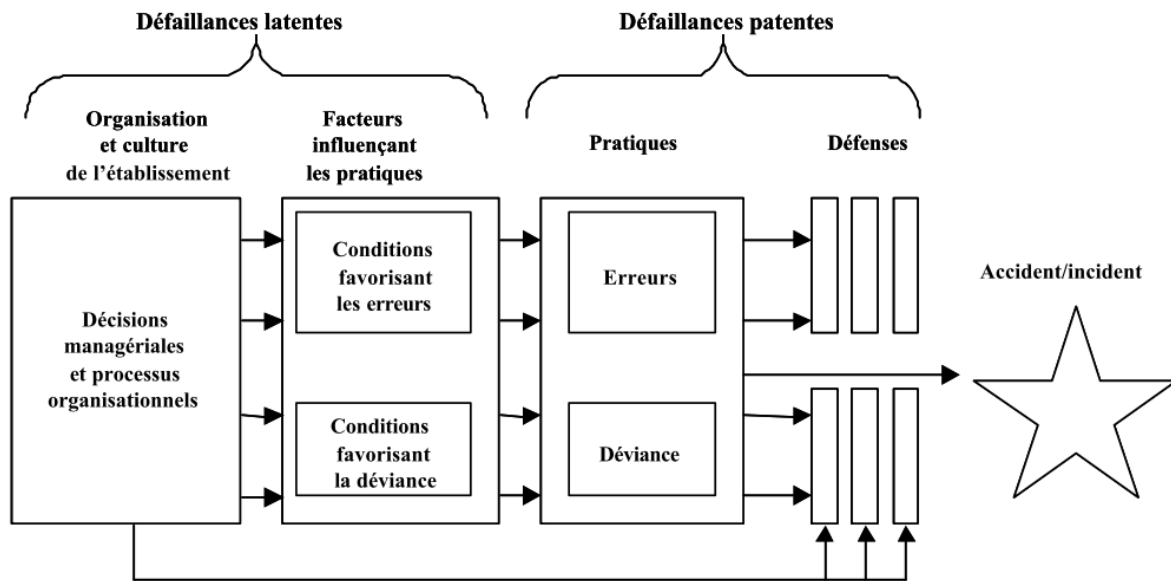 Défaillances latentes
Défaillances patentes
Organisation
et culture
de l'établissement
Facteurs
influençant
les pratiques
Pratiques
Défenses
Décisions
managériales
et processus
organisationnels
Conditions
favorisant
les erreurs
Conditions
favorisant
la déviance
Erreurs
Déviance
Accident/incident